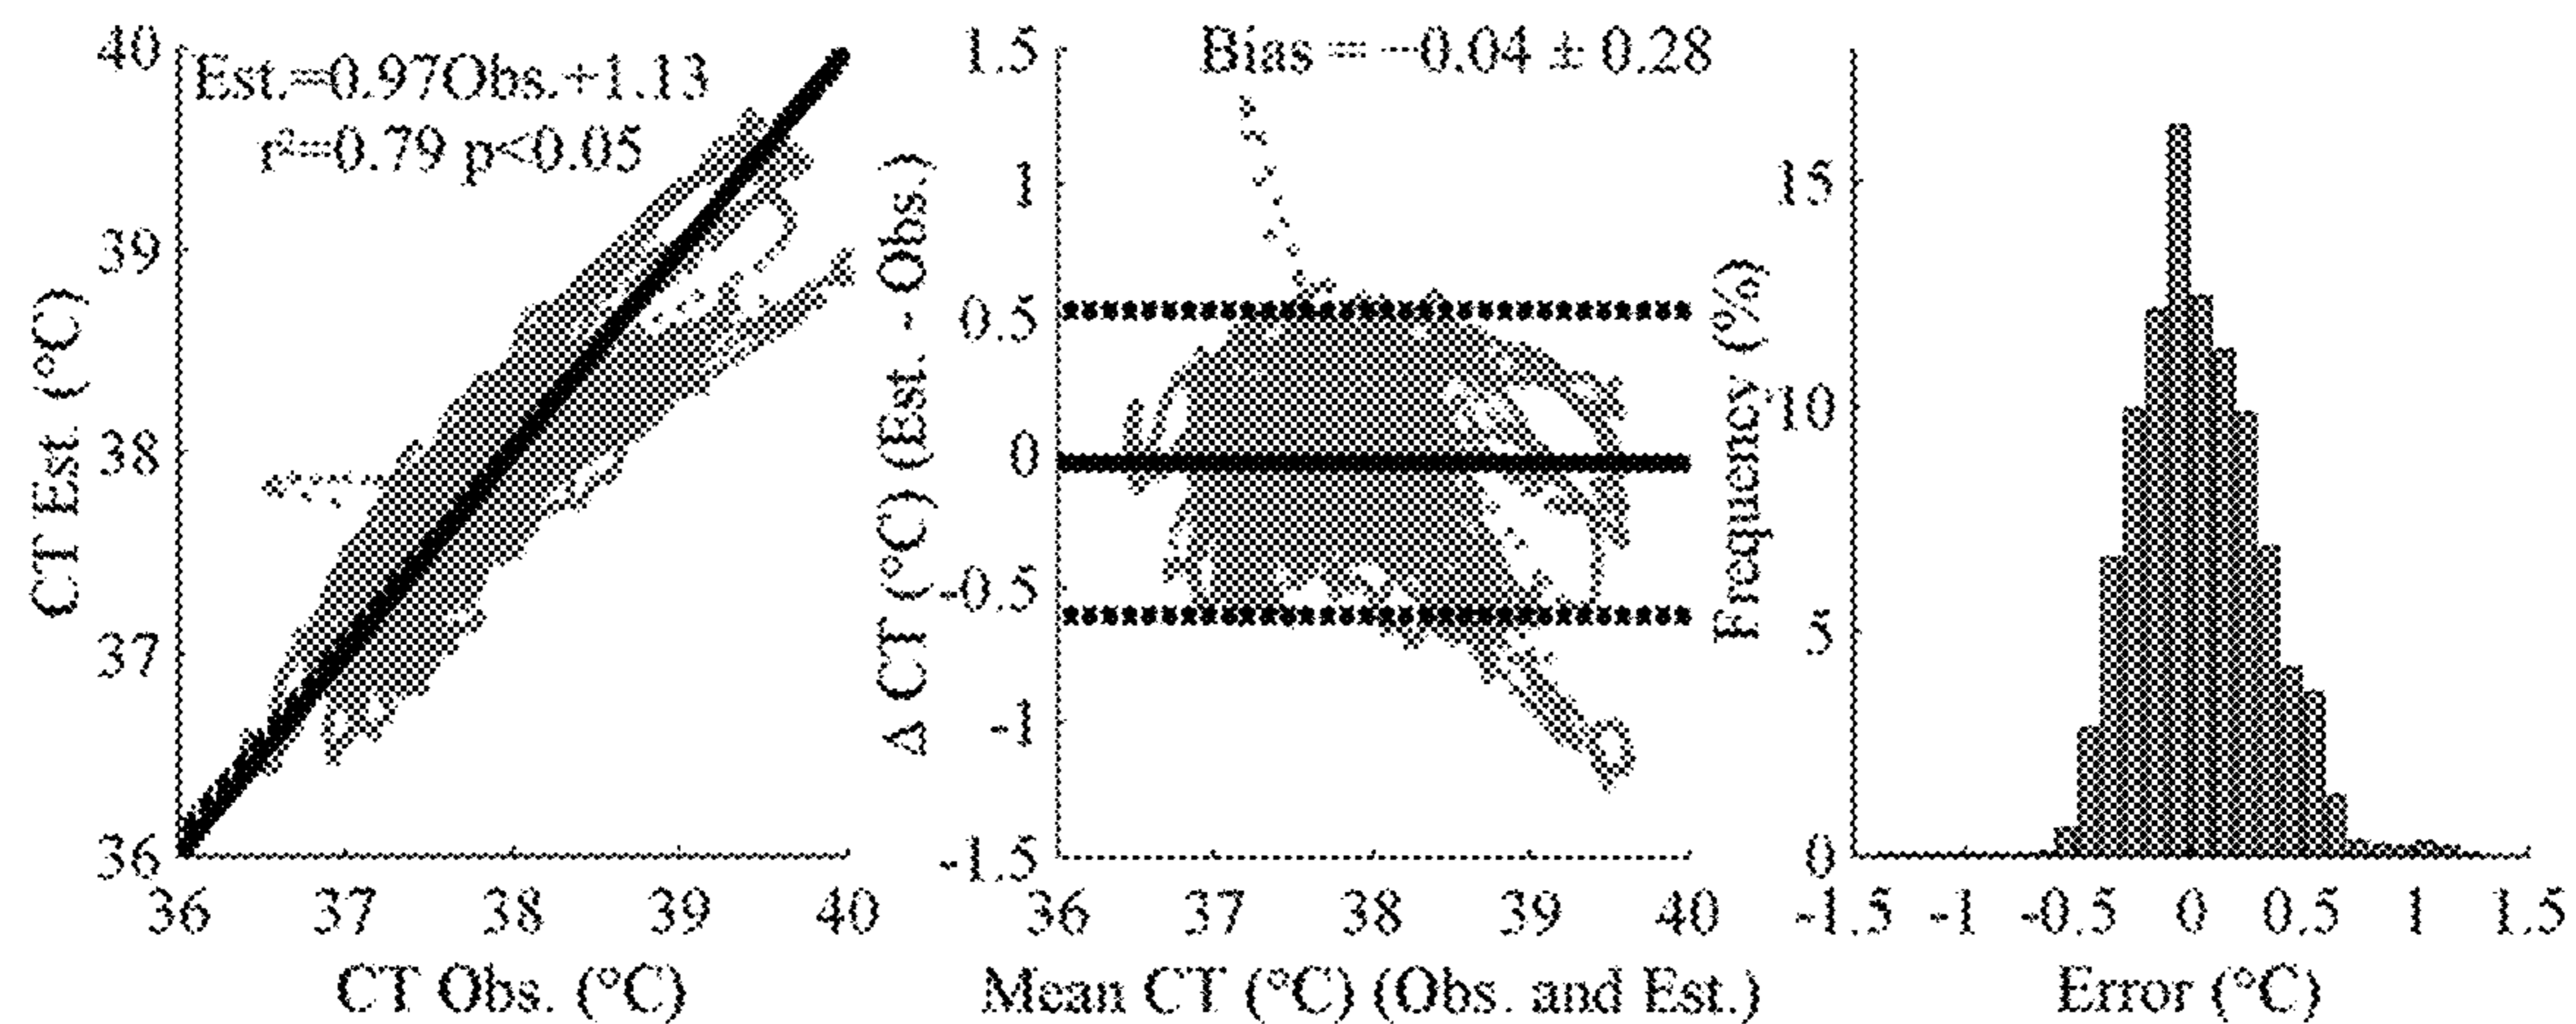 Est.=0.97Obs.+1.13
r²=0.79 p<0.05
40
39
38
37
36
CT Est. (°C)
36 37 38 39 40
CT Obs. (°C)
Bias = −0.04 ± 0.28
1.5
1
0.5
0
-0.5
-1
-1.5
Δ CT (°C) (Est. - Obs.)
36 37 38 39 40
Mean CT (°C) (Obs. and Est.)
15
10
5
0
Frequency (%)
-1.5 -1 -0.5 0 0.5 1 1.5
Error (°C)